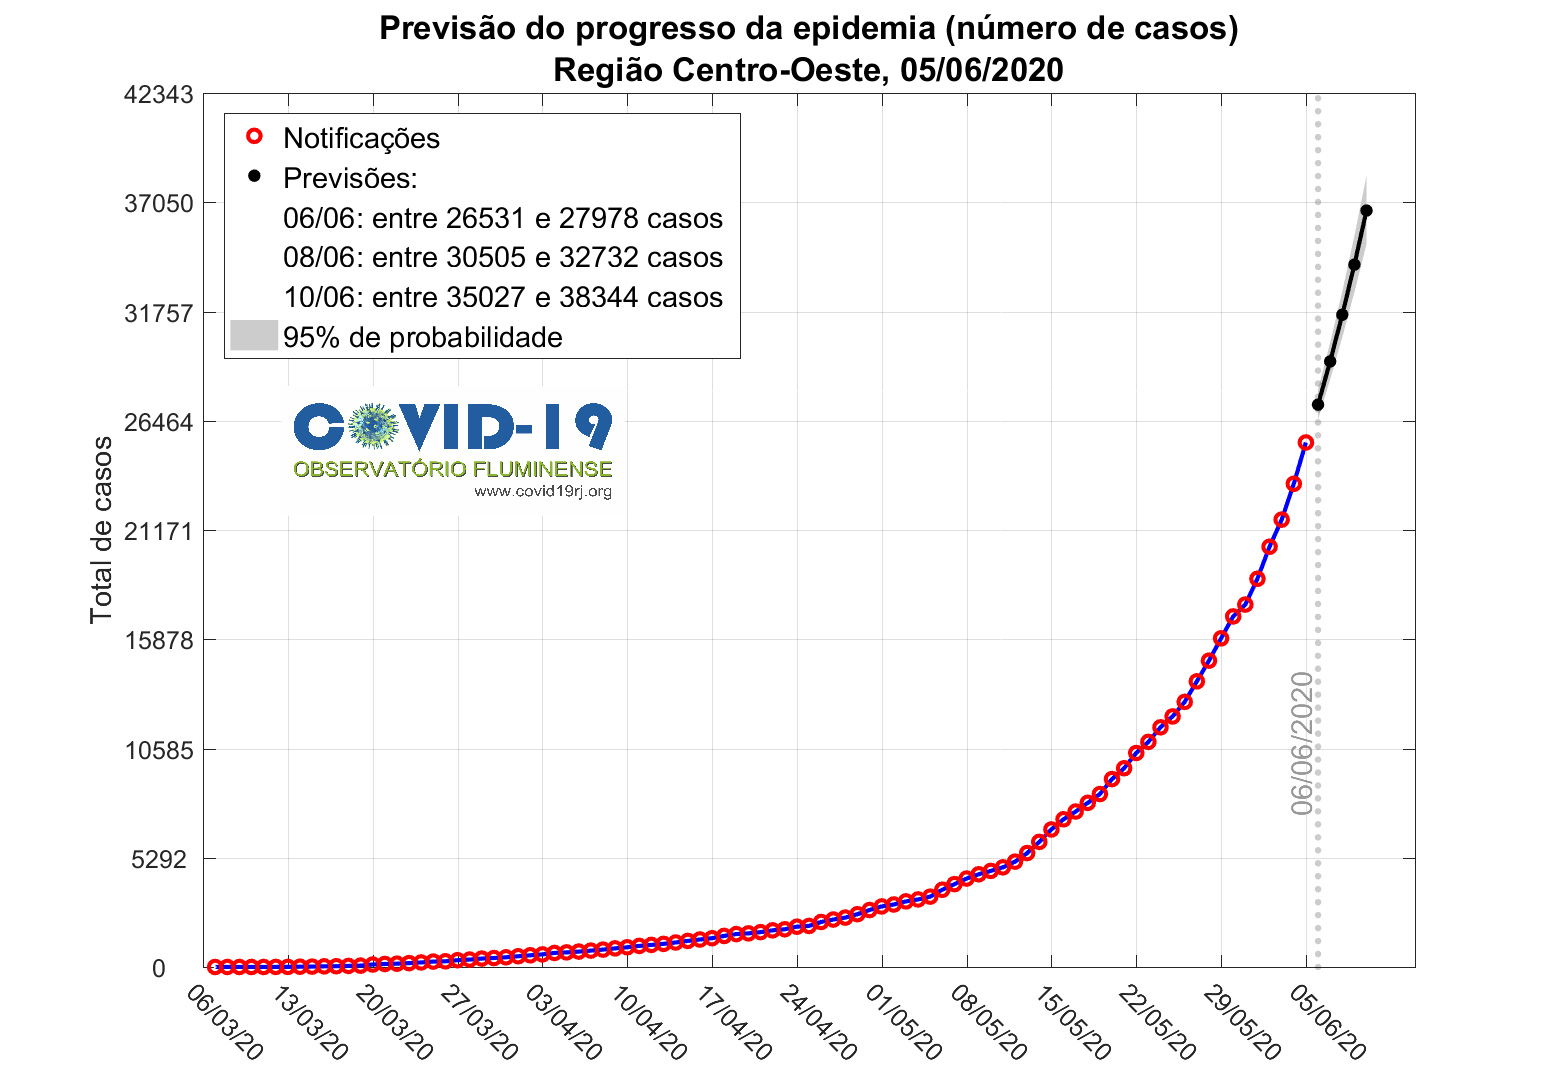 Previsão do progresso da epidemia (número de casos)
Região Centro-Oeste, 05/06/2020
Notificações
Previsões:
06/06: entre 26531 e 27978 casos
08/06: entre 30505 e 32732 casos
10/06: entre 35027 e 38344 casos
95% de probabilidade
COVID-19
OBSERVATÓRIO FLUMINENSE
www.covid19rj.org
Total de casos
42343
37050
31757
26464
21171
15878
10585
5292
0
06/06/2020
06/03/20
13/03/20
20/03/20
27/03/20
03/04/20
10/04/20
17/04/20
24/04/20
01/05/20
08/05/20
15/05/20
22/05/20
29/05/20
05/06/20